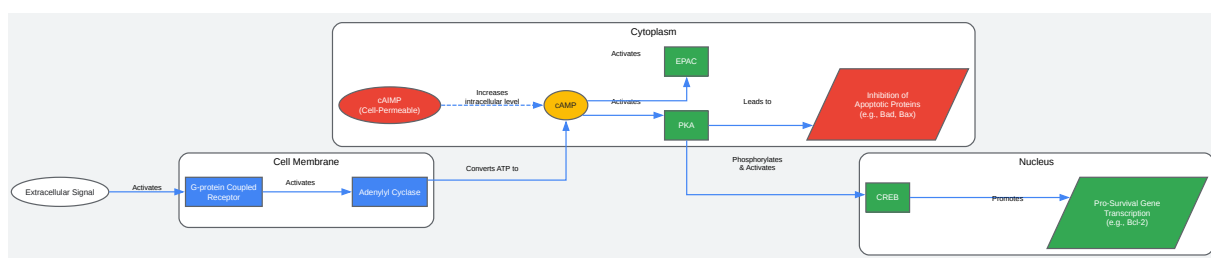 Cytoplasm
Activates
EPAC
cAIMP
(Cell-Permeable)
Increases
intracellular level
cAMP
Activates
PKA
Leads to
Inhibition of
Apoptotic Proteins
(e.g., Bad, Bax)
Cell Membrane
Extracellular Signal
Activates
G-protein Coupled
Receptor
Activates
Adenylyl Cyclase
Converts ATP to
Phosphorylates
& Activates
Nucleus
CREB
Promotes
Pro-Survival Gene
Transcription
(e.g., Bcl-2)